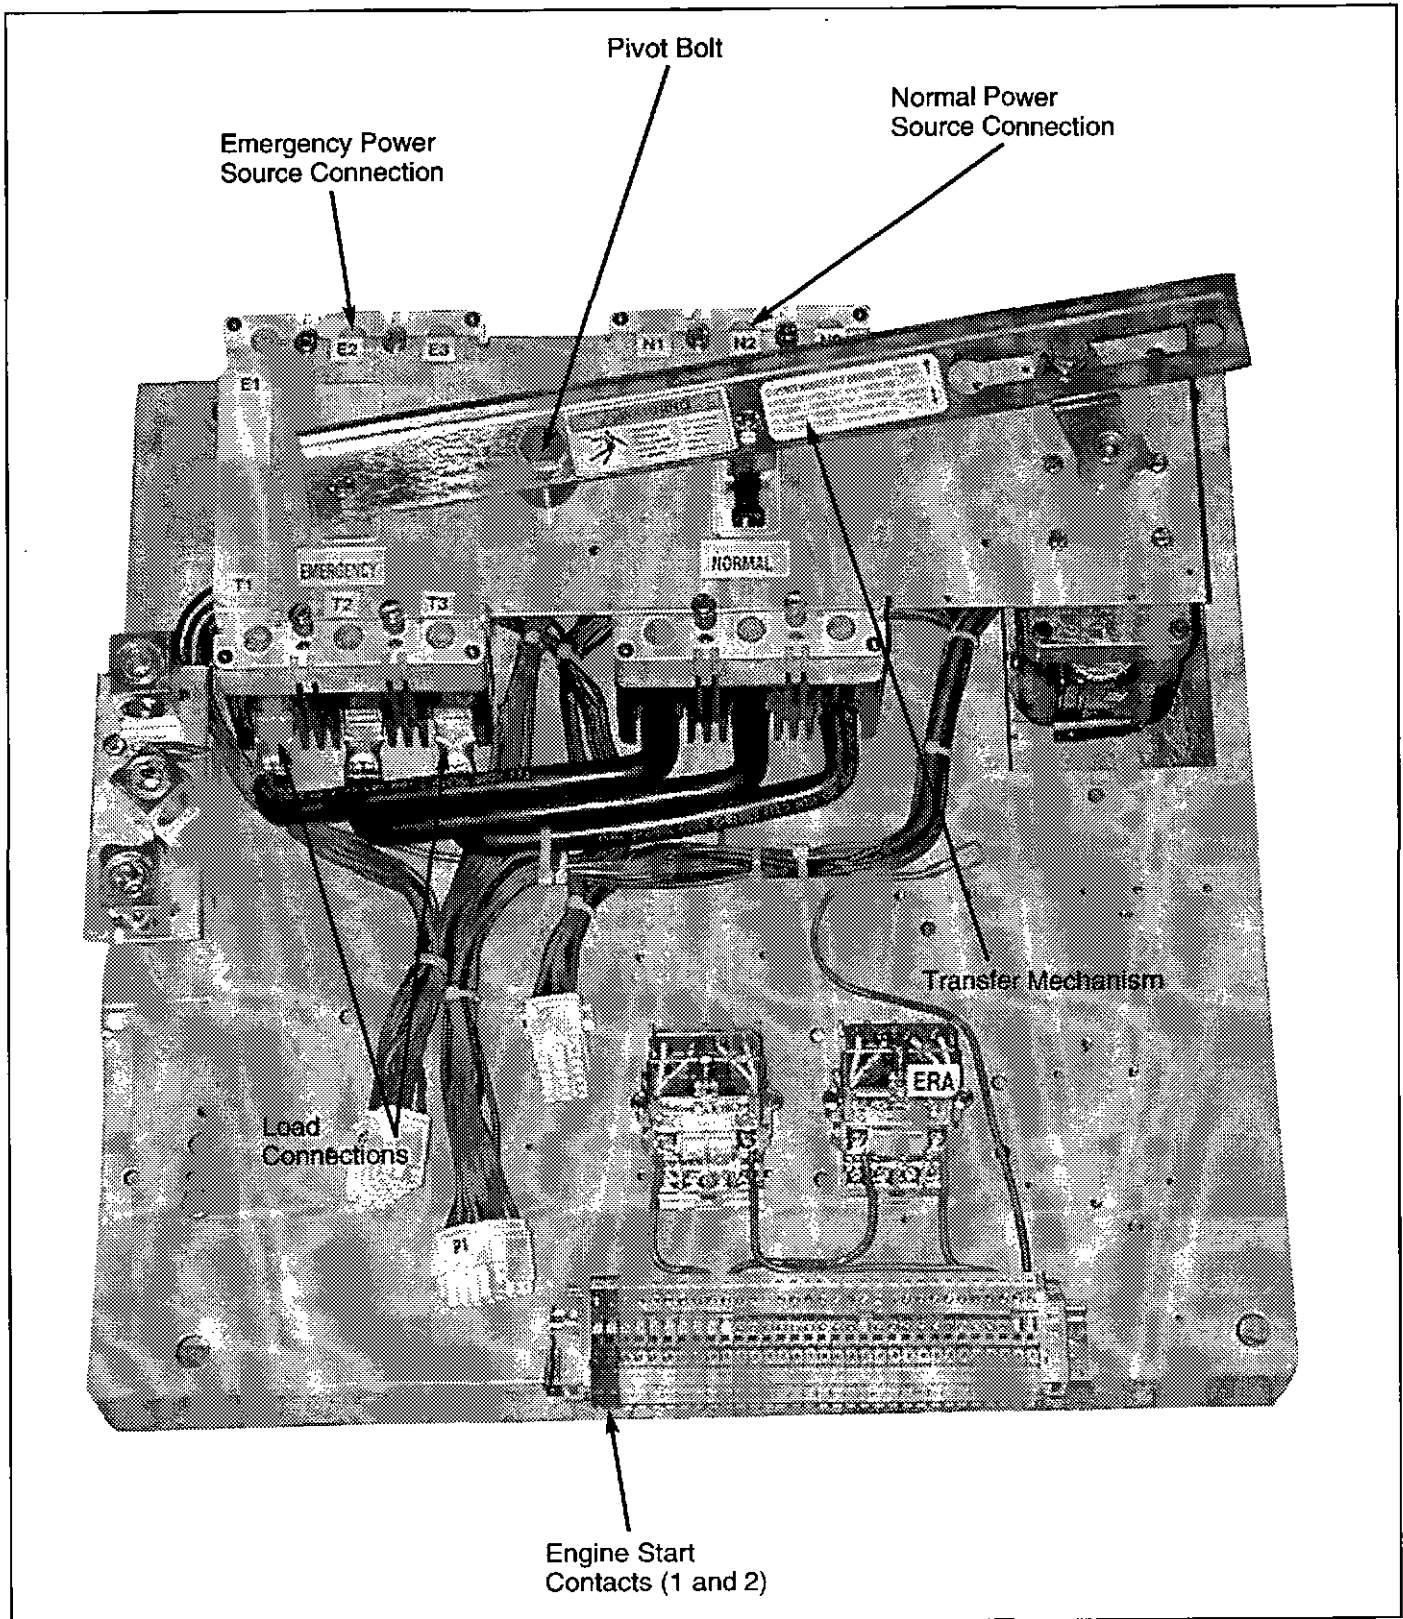 Pivot Bolt
Normal Power
Source Connection
Emergency Power
Source Connection
E1
E2
E3
N1
N2
WARNING
T1
EMERGENCY
T2
T3
NORMAL
Transfer Mechanism
ERA
Load
Connections
P1
Engine Start
Contacts (1 and 2)